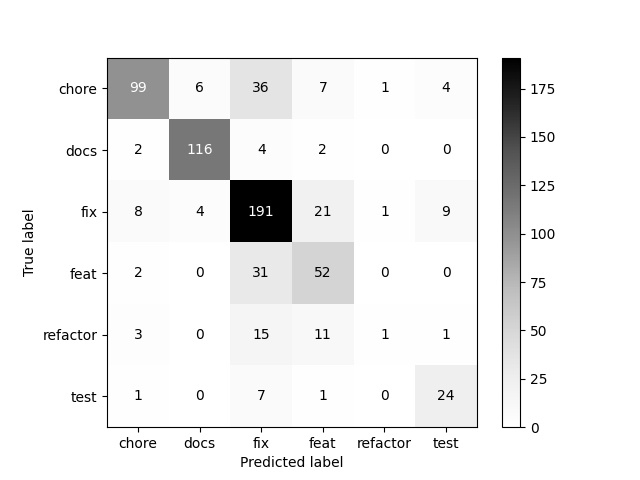 chore 99 6 36 7 1 4
docs 2 116 4 2 0 0
fix 8 4 191 21 1 9
feat 2 0 31 52 0 0
refactor 3 0 15 11 1 1
test 1 0 7 1 0 24
chore docs fix feat refactor test
Predicted label
True label
175
150
125
100
75
50
25
0